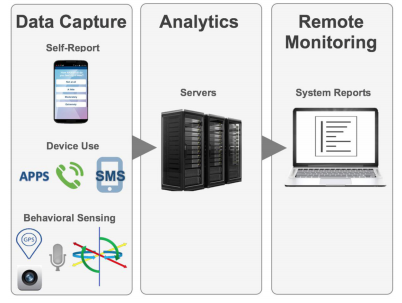 Data Capture
Self-Report
Device Use
APPS
SMS
Behavioral Sensing
GPS
Analytics
Servers
Remote
Monitoring
System Reports